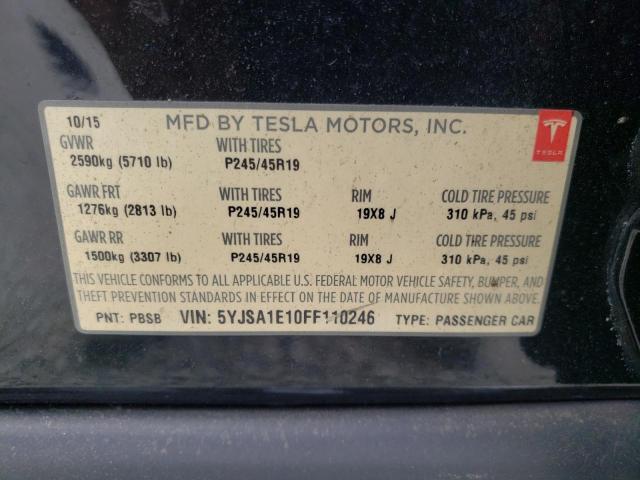 10/15 MFD BY TESLA MOTORS, INC.
GVWR WITH TIRES
2590kg (5710 lb) P245/45R19
TESLA
GAWR FRT WITH TIRES RIM COLD TIRE PRESSURE
1276kg (2813 lb) P245/45R19 19X8 J 310 kPa, 45 psi
GAWR RR WITH TIRES RIM COLD TIRE PRESSURE
1500kg (3307 lb) P245/45R19 19X8 J 310 kPa, 45 psi
THIS VEHICLE CONFORMS TO ALL APPLICABLE U.S. FEDERAL MOTOR VEHICLE SAFETY, BUMPER, AND
THEFT PREVENTION STANDARDS IN EFFECT ON THE DATE OF MANUFACTURE SHOWN ABOVE.
PNT: PBSB VIN: 5YJSA1E10FF110246 TYPE: PASSENGER CAR